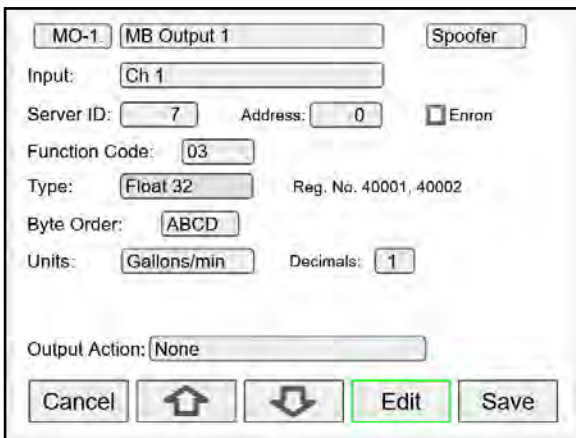 MO-1 MB Output 1 Spoofer
Input: Ch 1
Server ID: 7 Address: 0 Enron
Function Code: 03
Type: Float 32 Reg. No. 40001, 40002
Byte Order: ABCD
Units: Gallons/min Decimals: 1
Output Action: None
Cancel Edit Save